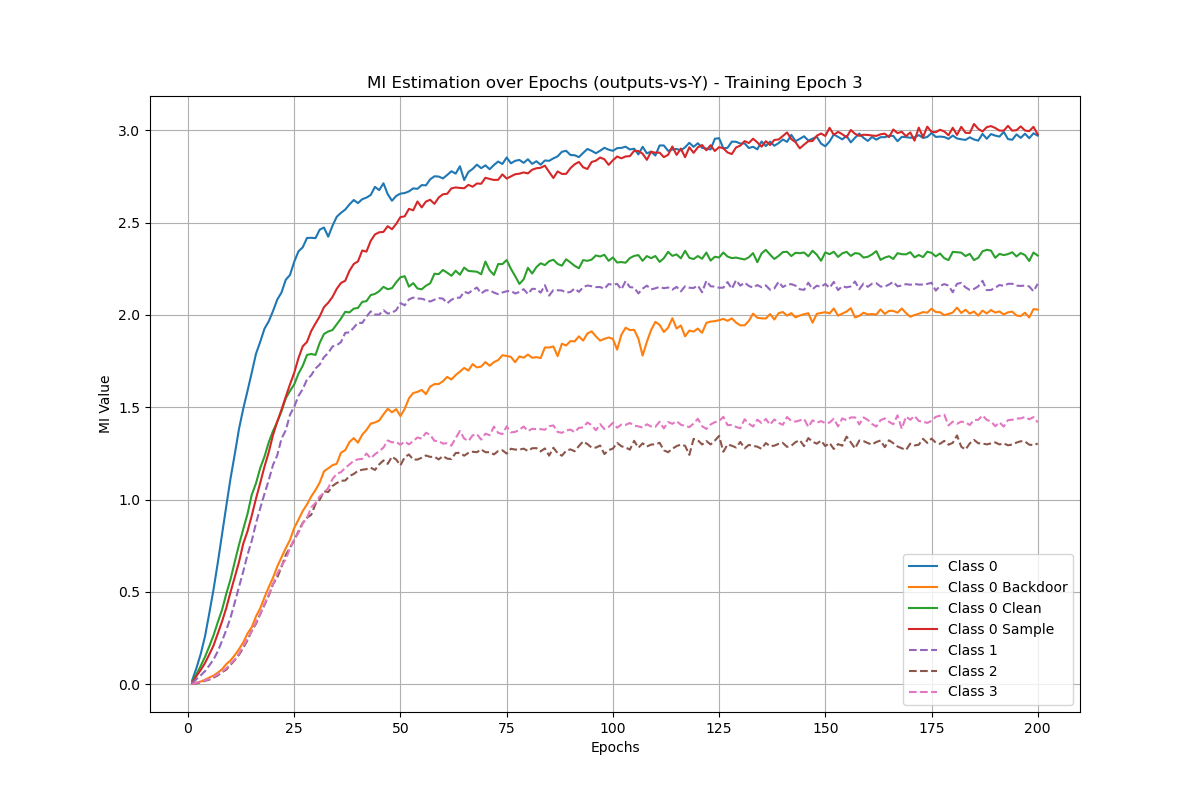 MI Estimation over Epochs (outputs-vs-Y) - Training Epoch 3
MI Value
3.0
2.5
2.0
1.5
1.0
0.5
0.0
0 25 50 75 100 125 150 175 200
Epochs
Class 0
Class 0 Backdoor
Class 0 Clean
Class 0 Sample
Class 1
Class 2
Class 3